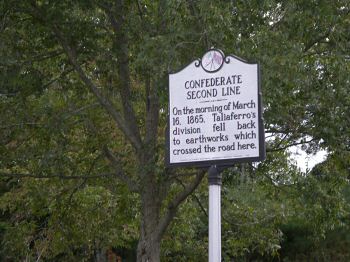 CONFEDERATE
SECOND LINE
On the morning of March
16, 1865, Taliaferro's
division fell back
to earthworks which
crossed the road here.